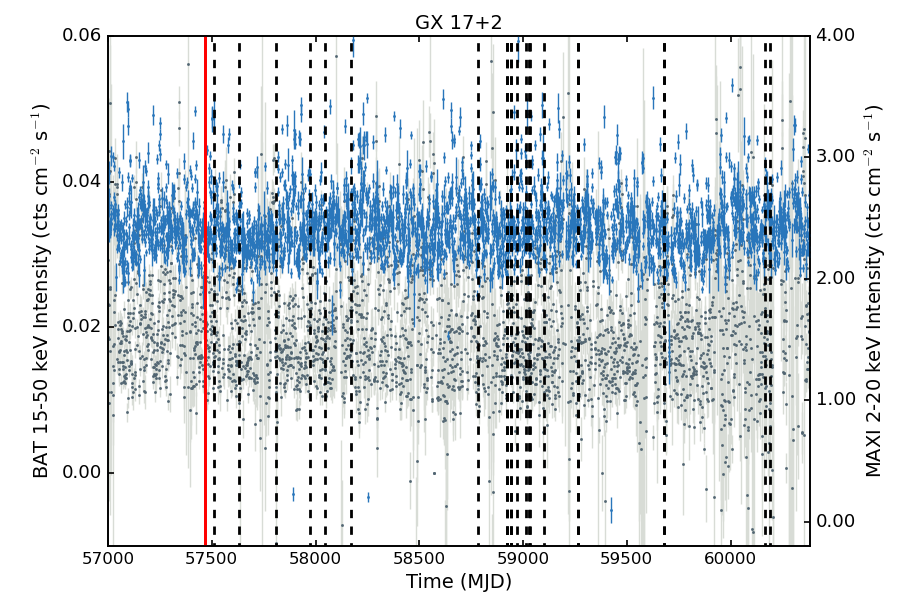 GX 17+2
0.06
0.04
0.02
0.00
BAT 15-50 keV Intensity (cts cm⁻² s⁻¹)
4.00
3.00
2.00
1.00
0.00
MAXI 2-20 keV Intensity (cts cm⁻² s⁻¹)
57000 57500 58000 58500 59000 59500 60000
Time (MJD)